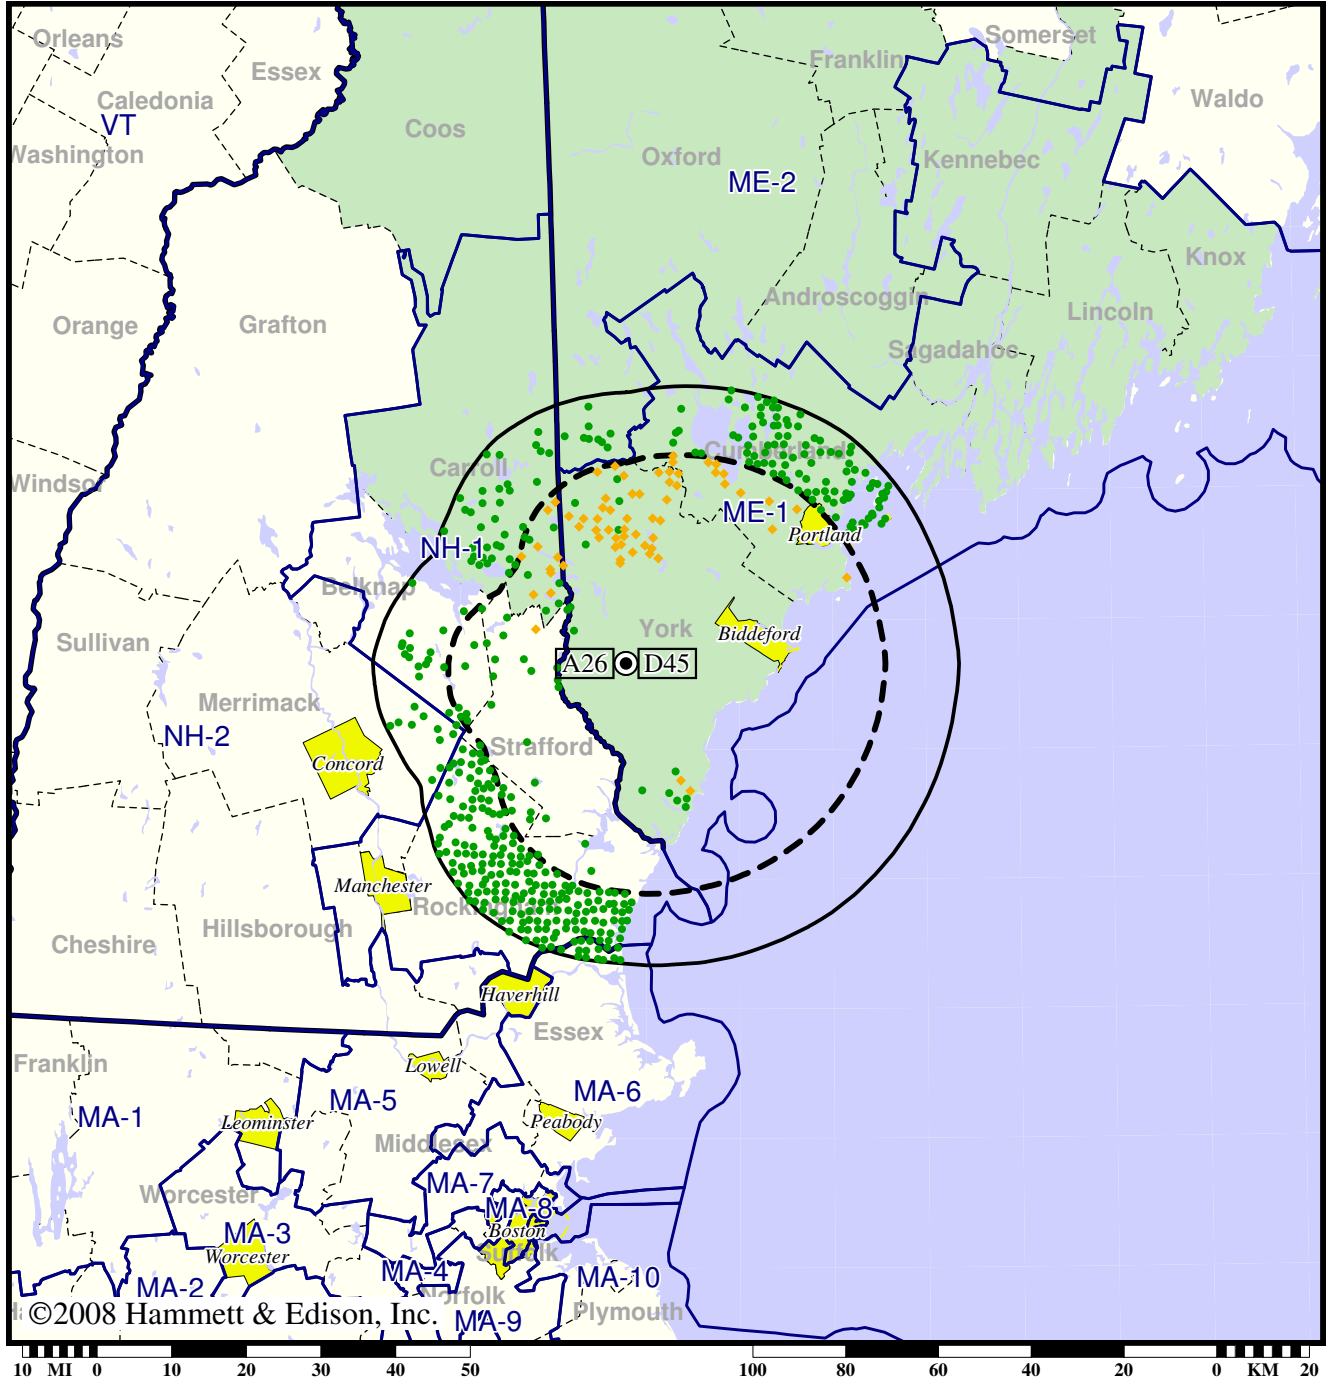 Orleans
Essex
Caledonia
VT
Washington
Coos
Franklin
Somerset
Waldo
Oxford
ME-2
Kennebec
Knox
Androscoggin
Lincoln
Sagadahoc
Orange
Grafton
Windsor
Carroll
Cumberland
ME-1
Portland
NH-1
Belknap
Sullivan
York
Biddeford
A26 D45
Merrimack
NH-2
Concord
Strafford
Manchester
Rockingham
Hillsborough
Cheshire
Haverhill
Essex
Franklin
Lowell
MA-1
MA-5
MA-6
Leominster
Peabody
Middlesex
MA-7
Worcester
MA-8
MA-3
Boston
Suffolk
Worcester
MA-4
MA-10
MA-2
Norfolk
Plymouth
©2008 Hammett & Edison, Inc.
MA-9
10 MI 0 10 20 30 40 50 100 80 60 40 20 0 KM 20